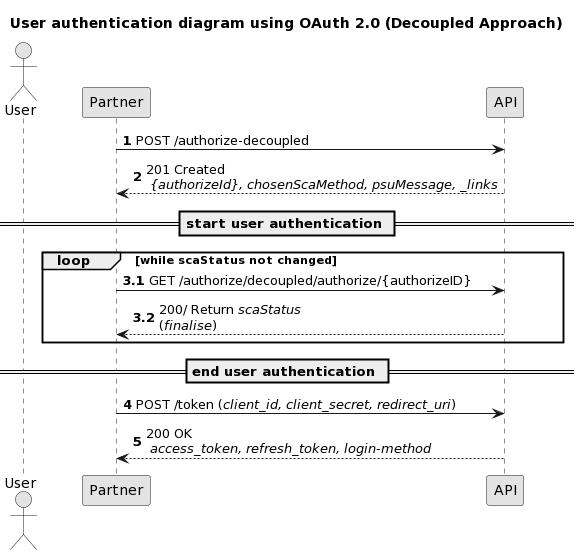 User authentication diagram using OAuth 2.0 (Decoupled Approach)
User
Partner
API
1 POST /authorize-decoupled
2 201 Created
{authorizeId}, chosenScaMethod, psuMessage, _links
start user authentication
loop [while scaStatus not changed]
3.1 GET /authorize/decoupled/authorize/{authorizeID}
3.2 200/ Return scaStatus
(finalise)
end user authentication
4 POST /token (client_id, client_secret, redirect_uri)
5 200 OK
access_token, refresh_token, login-method
User
Partner
API